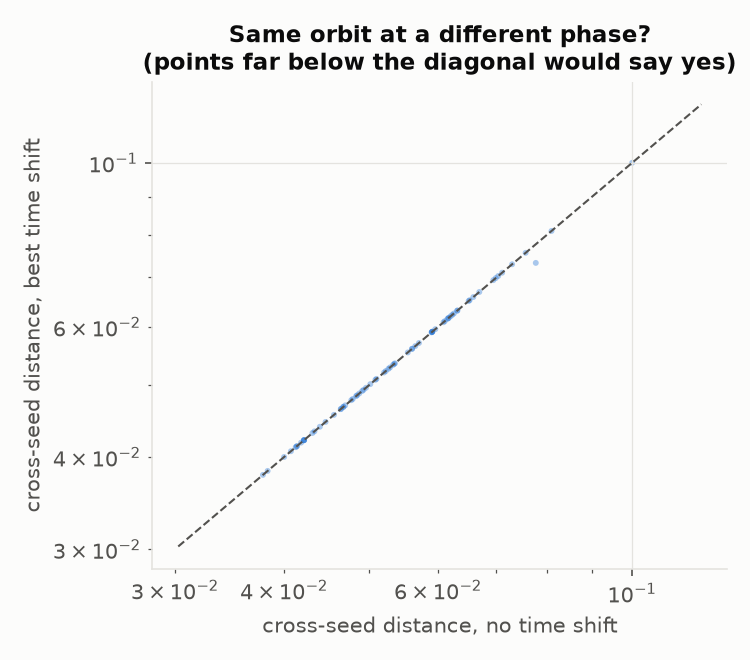 Same orbit at a different phase?
(points far below the diagonal would say yes)
cross-seed distance, best time shift
10⁻¹
6 × 10⁻²
4 × 10⁻²
3 × 10⁻²
3 × 10⁻² 4 × 10⁻² 6 × 10⁻² 10⁻¹
cross-seed distance, no time shift